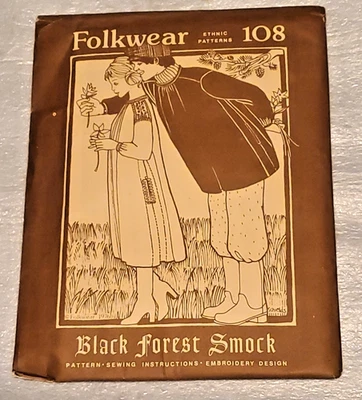 Folkwear ETHNIC PATTERNS 108
Black Forest Smock
PATTERN • SEWING INSTRUCTIONS • EMBROIDERY DESIGN